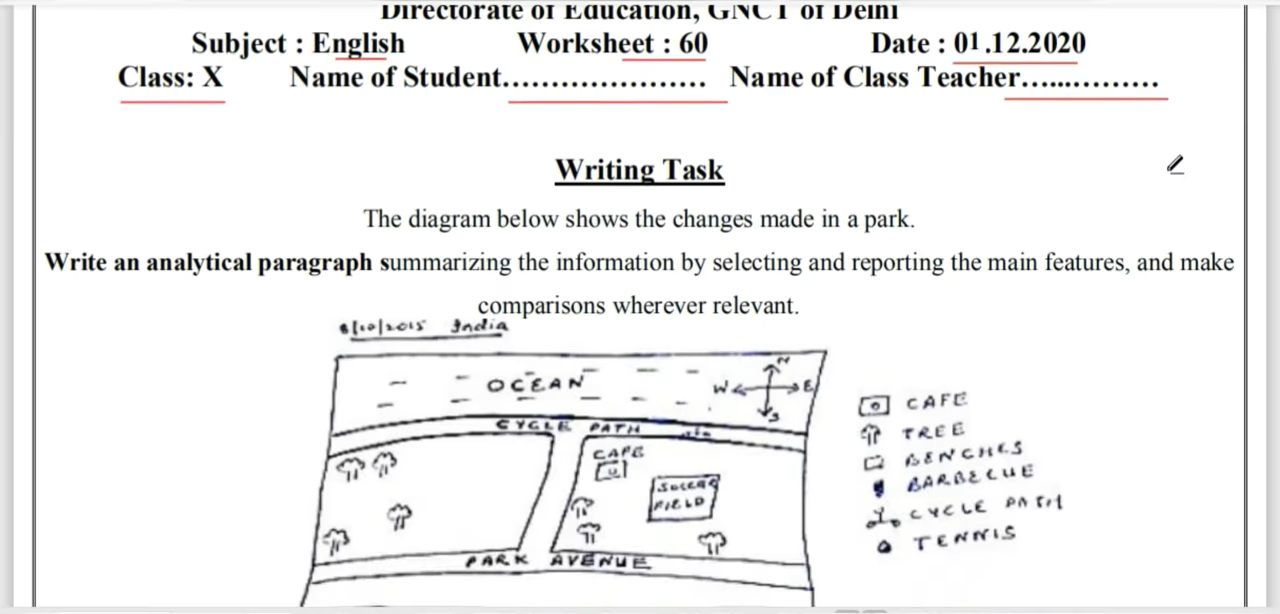 Directorate of Education, GNCT of Delhi
Subject : English Worksheet : 60 Date : 01.12.2020
Class: X Name of Student..................... Name of Class Teacher...............
Writing Task
The diagram below shows the changes made in a park.
Write an analytical paragraph summarizing the information by selecting and reporting the main features, and make
comparisons wherever relevant.
8/10/2015 India
OCEAN
N
W E
S
CYCLE PATH
CAFE
SOCCER
FIELD
PARK AVENUE
CAFE
TREE
BENCHES
BARBECUE
CYCLE PATH
TENNIS